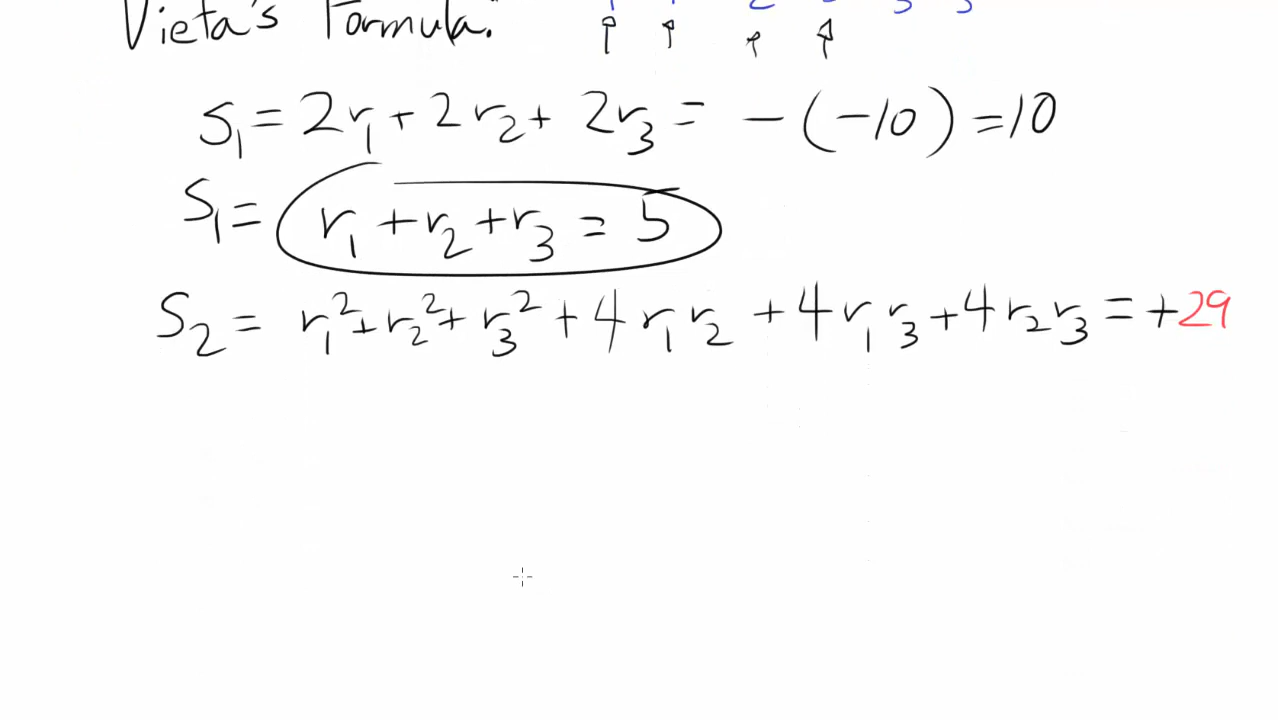 Vieta's Formula:
S₁ = 2r₁ + 2r₂ + 2r₃ = -(-10) = 10
S₁ = r₁ + r₂ + r₃ = 5
S₂ = r₁² + r₂² + r₃² + 4r₁r₂ + 4r₁r₃ + 4r₂r₃ = +29